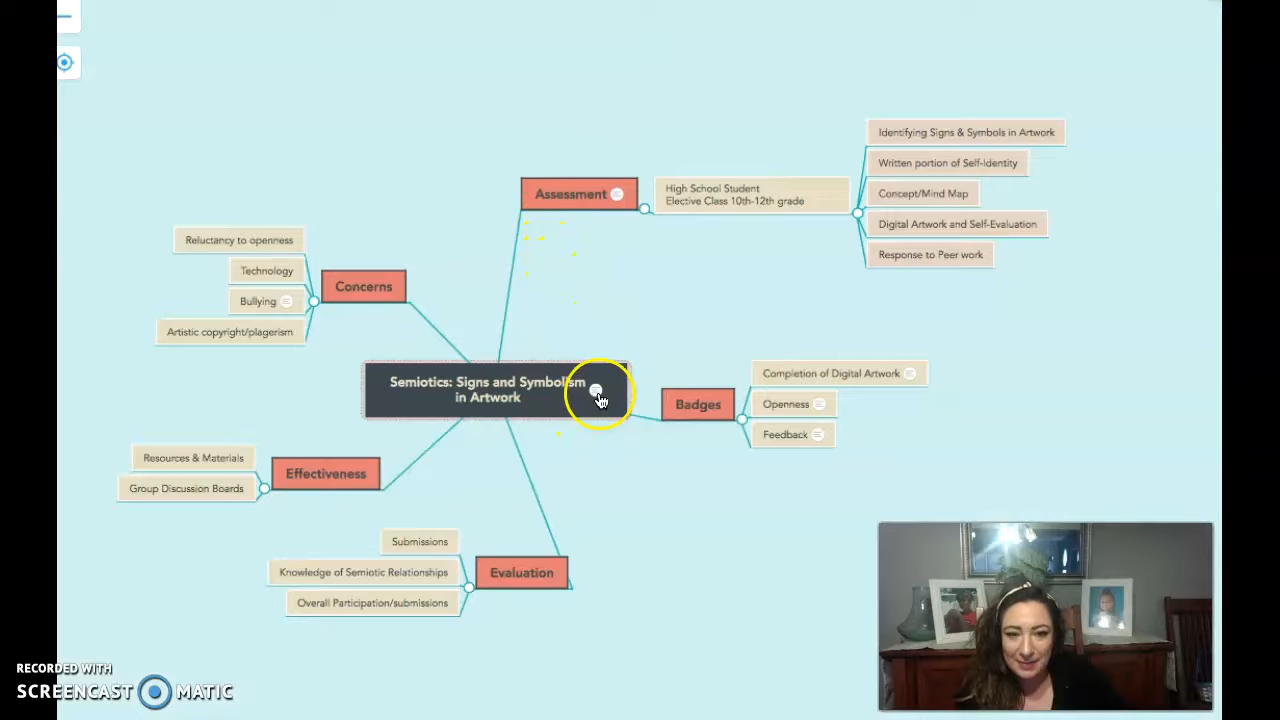 Identifying Signs & Symbols in Artwork
Written portion of Self-Identity
Assessment
High School Student
Elective Class 10th-12th grade
Concept/Mind Map
Digital Artwork and Self-Evaluation
Response to Peer work
Reluctancy to openness
Technology
Concerns
Bullying
Artistic copyright/plagerism
Semiotics: Signs and Symbolism
in Artwork
Badges
Completion of Digital Artwork
Openness
Feedback
Resources & Materials
Effectiveness
Group Discussion Boards
Submissions
Knowledge of Semiotic Relationships
Evaluation
Overall Participation/submissions
RECORDED WITH
SCREENCAST MATIC